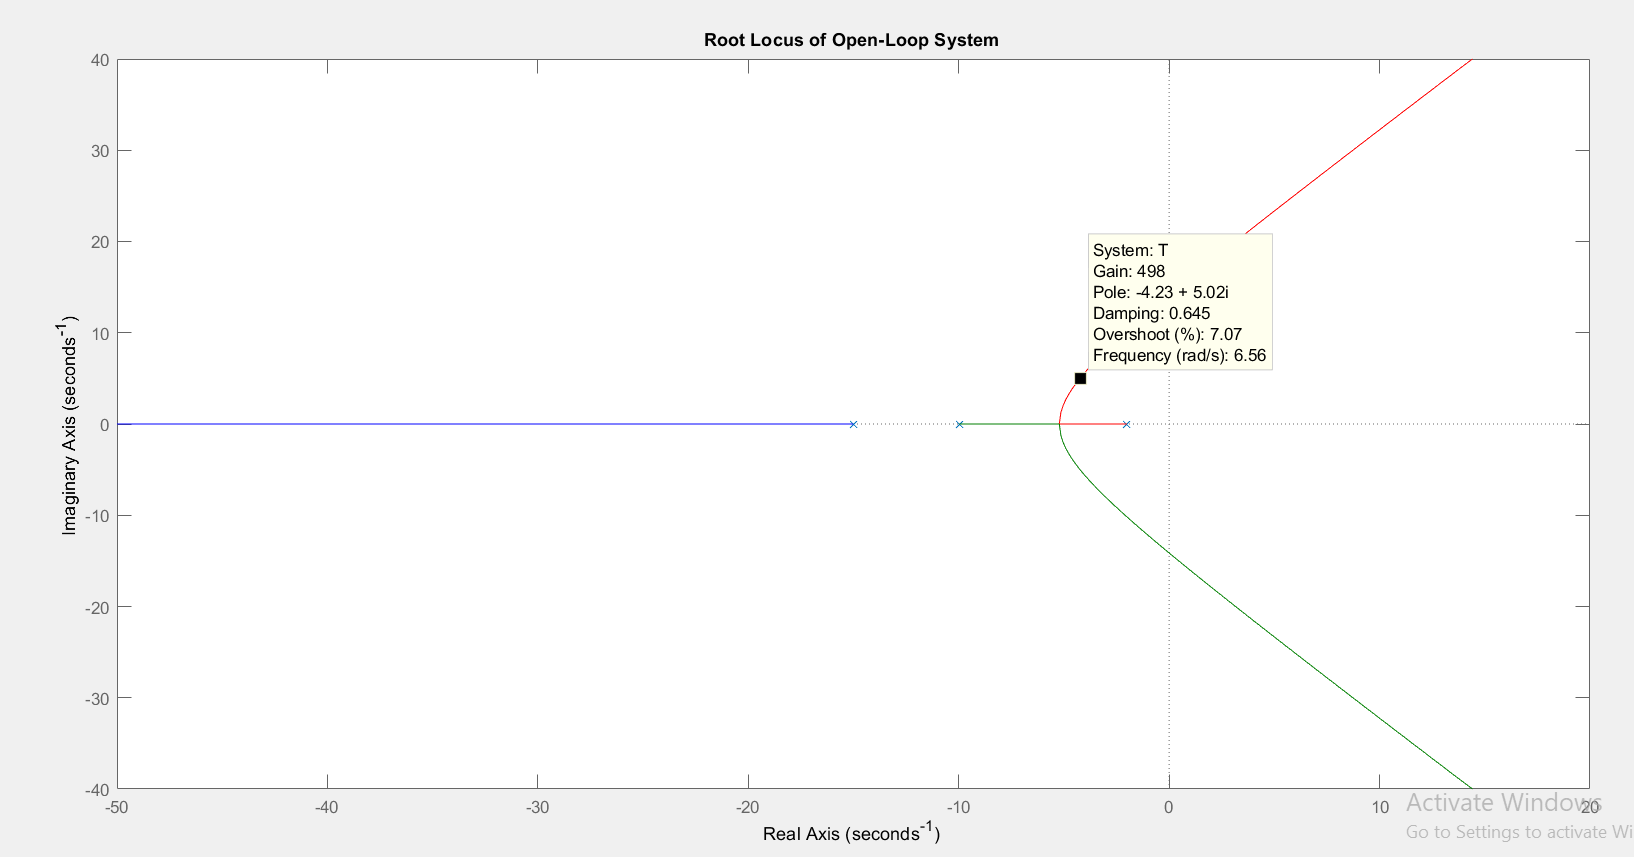 Root Locus of Open-Loop System
40
30
20
10
0
-10
-20
-30
-40
Imaginary Axis (seconds⁻¹)
System: T
Gain: 498
Pole: -4.23 + 5.02i
Damping: 0.645
Overshoot (%): 7.07
Frequency (rad/s): 6.56
-50 -40 -30 -20 -10 0 10 20
Real Axis (seconds⁻¹)
Activate Windows
Go to Settings to activate Wi